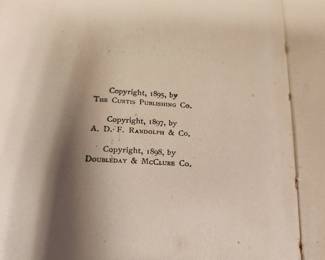 Copyright, 1895, by
The Curtis Publishing Co.
Copyright, 1897, by
A. D. F. Randolph & Co.
Copyright, 1898, by
Doubleday & McClure Co.